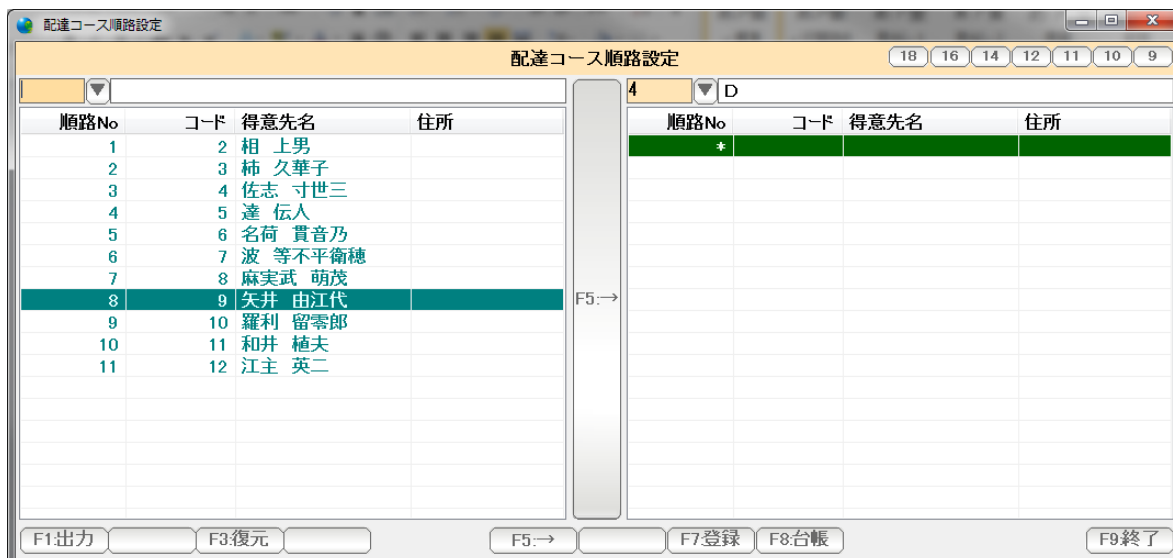 配達コース順路設定
配達コース順路設定 18 16 14 12 11 10 9
4 D
順路No コード 得意先名 住所 順路No コード 得意先名 住所
1 2 相 上男 *
2 3 柿 久華子
3 4 佐志 寸世三
4 5 達 伝人
5 6 名荷 貫音乃
6 7 波 等不平衛穂
7 8 麻実武 萌茂
8 9 矢井 由江代 F5:→
9 10 羅利 留零郎
10 11 和井 植夫
11 12 江主 英二
F1:出力 F3:復元 F5:→ F7:登録 F8:台帳 F9:終了